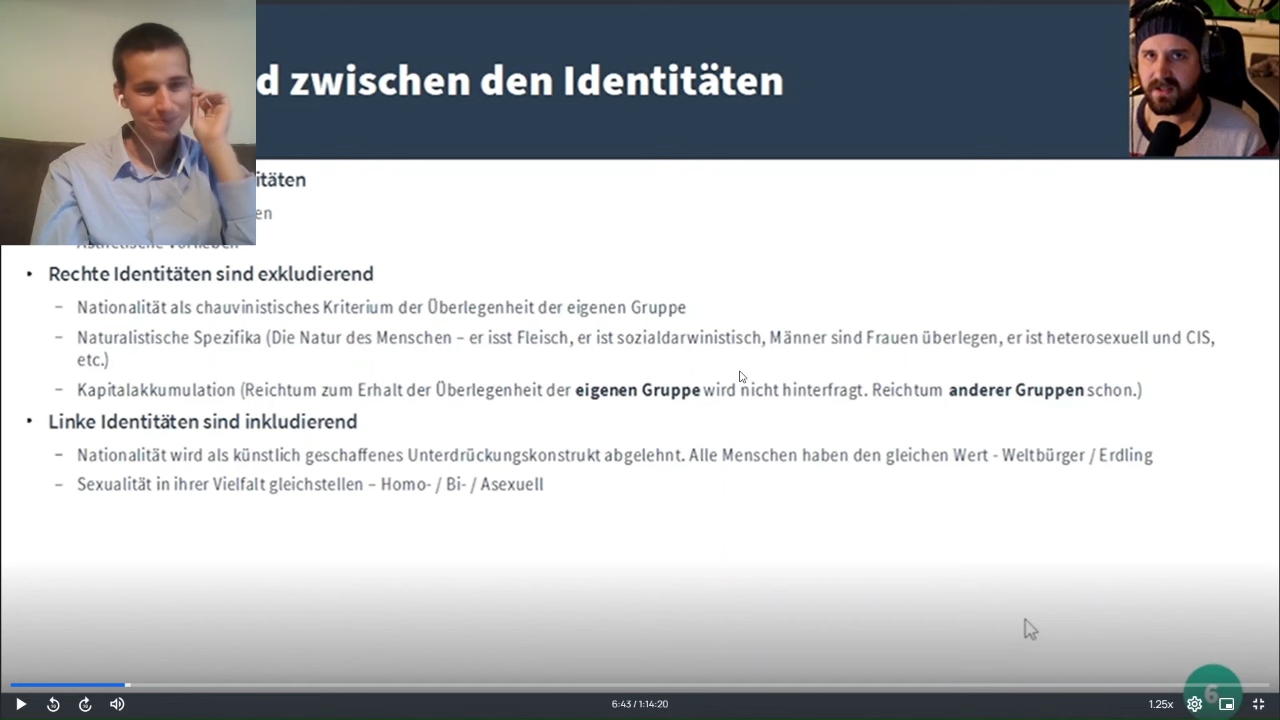 d zwischen den Identitäten
itäten
en
Ästhetische Vorlieben
• Rechte Identitäten sind exkludierend
– Nationalität als chauvinistisches Kriterium der Überlegenheit der eigenen Gruppe
– Naturalistische Spezifika (Die Natur des Menschen – er isst Fleisch, er ist sozialdarwinistisch, Männer sind Frauen überlegen, er ist heterosexuell und CIS,
etc.)
– Kapitalakkumulation (Reichtum zum Erhalt der Überlegenheit der eigenen Gruppe wird nicht hinterfragt. Reichtum anderer Gruppen schon.)
• Linke Identitäten sind inkludierend
– Nationalität wird als künstlich geschaffenes Unterdrückungskonstrukt abgelehnt. Alle Menschen haben den gleichen Wert - Weltbürger / Erdling
– Sexualität in ihrer Vielfalt gleichstellen – Homo- / Bi- / Asexuell
6
6:43 / 1:14:20
1.25x